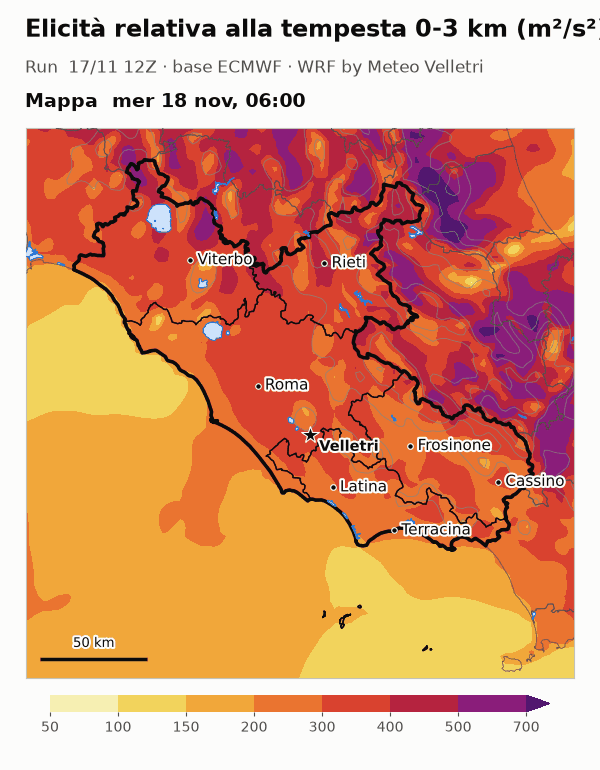 Elicità relativa alla tempesta 0-3 km (m²/s²)
Run  17/11 12Z · base ECMWF · WRF by Meteo Velletri
Mappa  mer 18 nov, 06:00
Viterbo
Rieti
Roma
Velletri
Frosinone
Cassino
Latina
Terracina
50 km
50 100 150 200 300 400 500 700